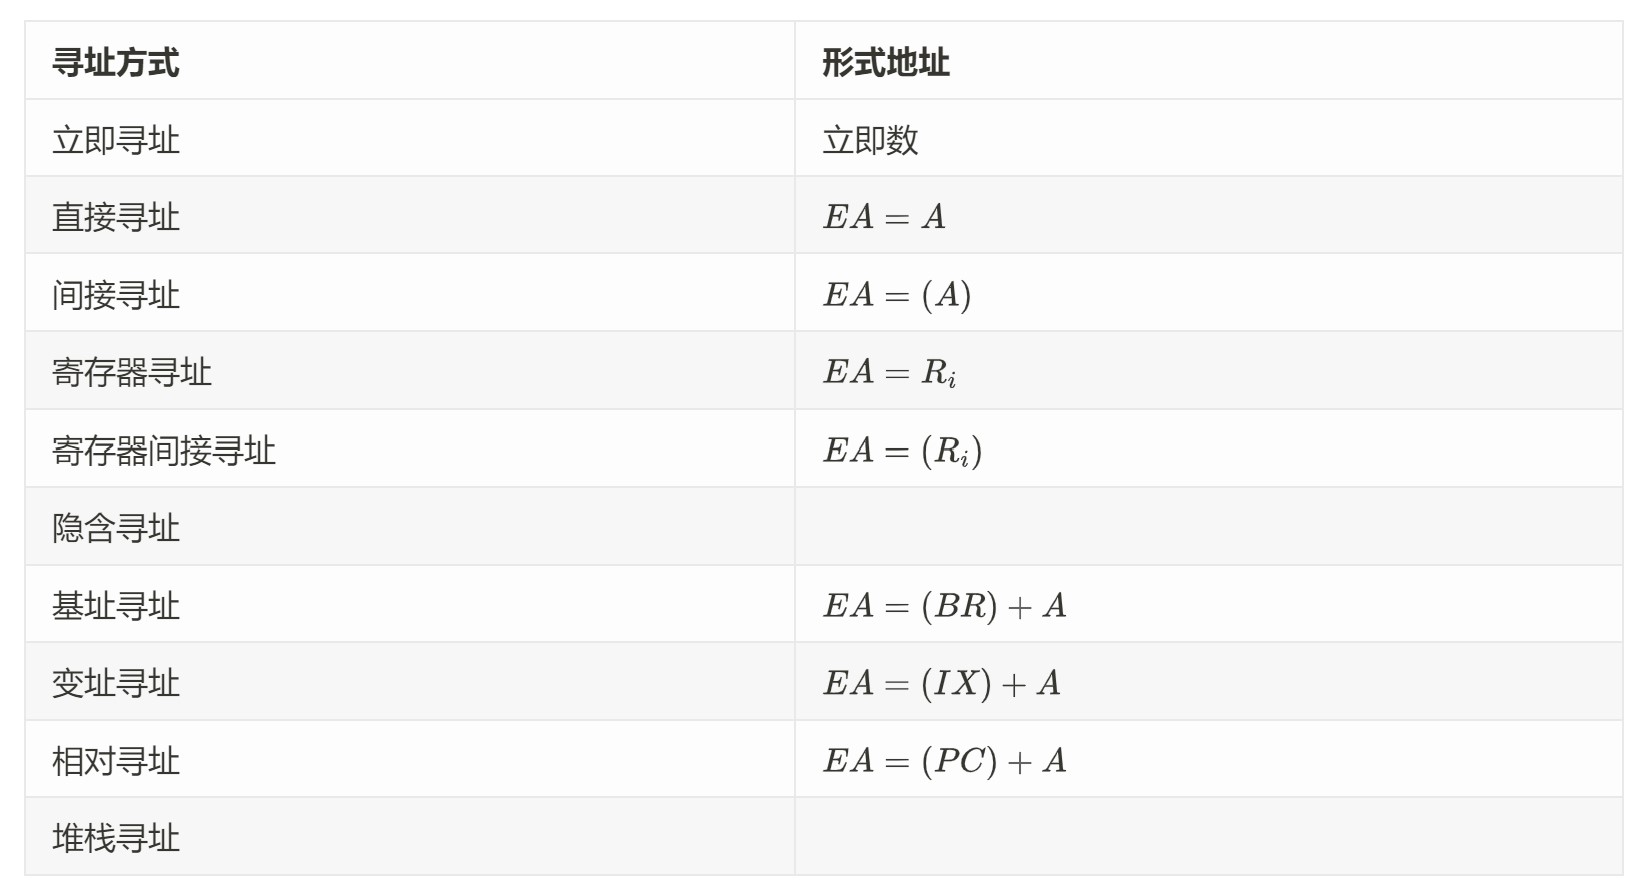 寻址方式 形式地址
立即寻址 立即数
直接寻址 EA = A
间接寻址 EA = (A)
寄存器寻址 EA = Rᵢ
寄存器间接寻址 EA = (Rᵢ)
隐含寻址
基址寻址 EA = (BR) + A
变址寻址 EA = (IX) + A
相对寻址 EA = (PC) + A
堆栈寻址